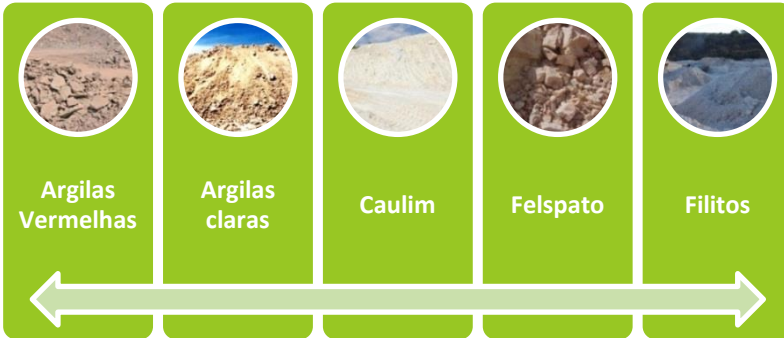 Argilas
Vermelhas
Argilas
claras
Caulim
Felspato
Filitos